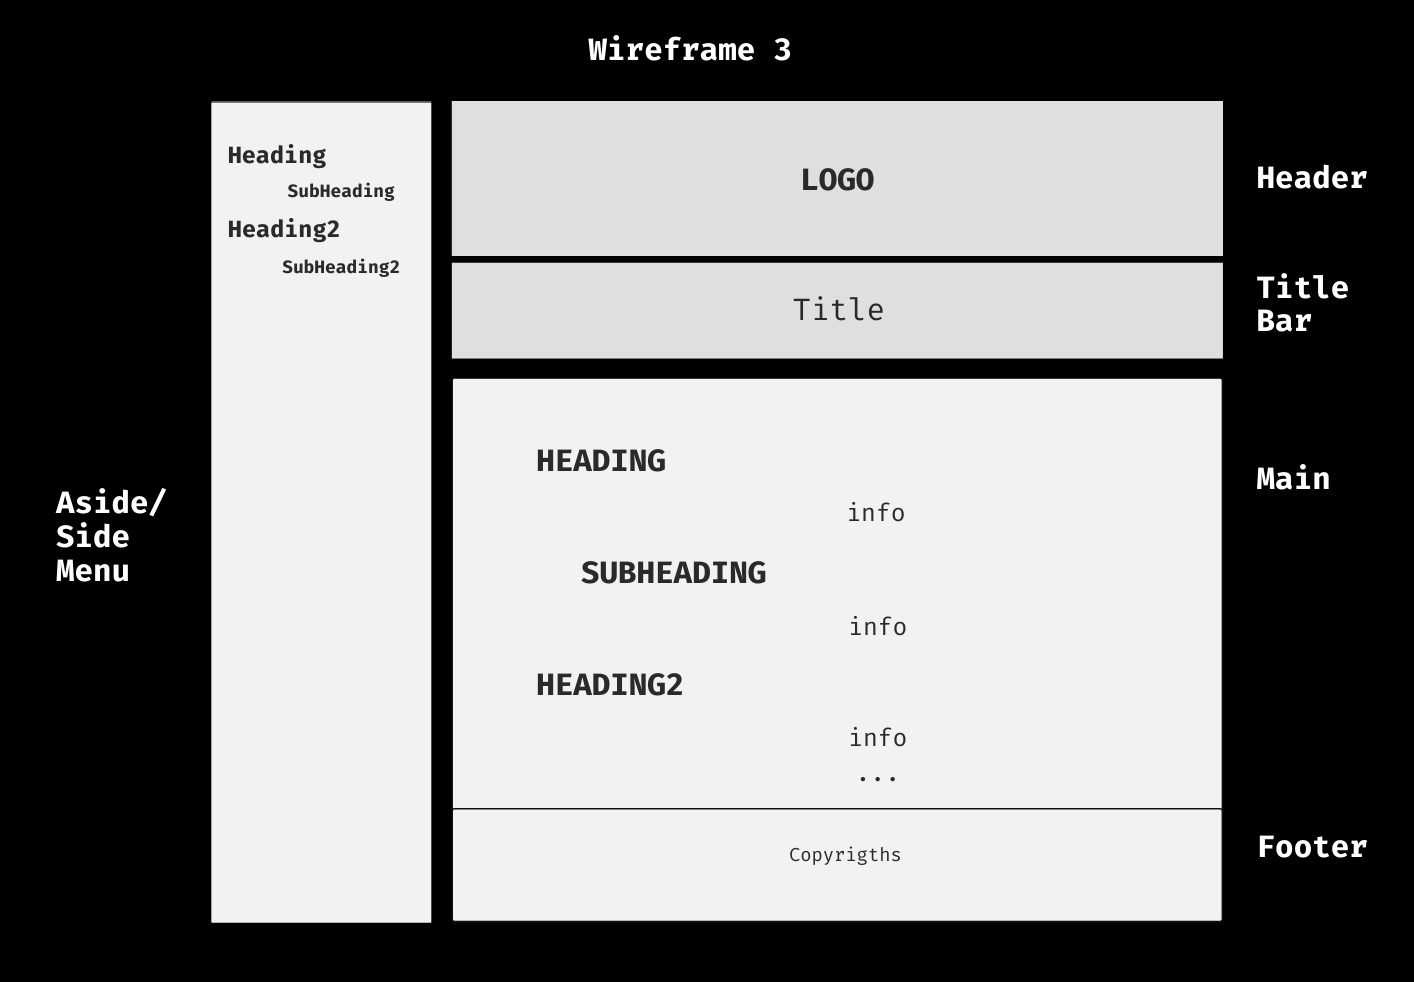 Wireframe 3
Heading
SubHeading
Heading2
SubHeading2
Aside/
Side
Menu
LOGO
Header
Title
Title
Bar
HEADING
info
SUBHEADING
info
HEADING2
info
...
Main
Copyrigths
Footer